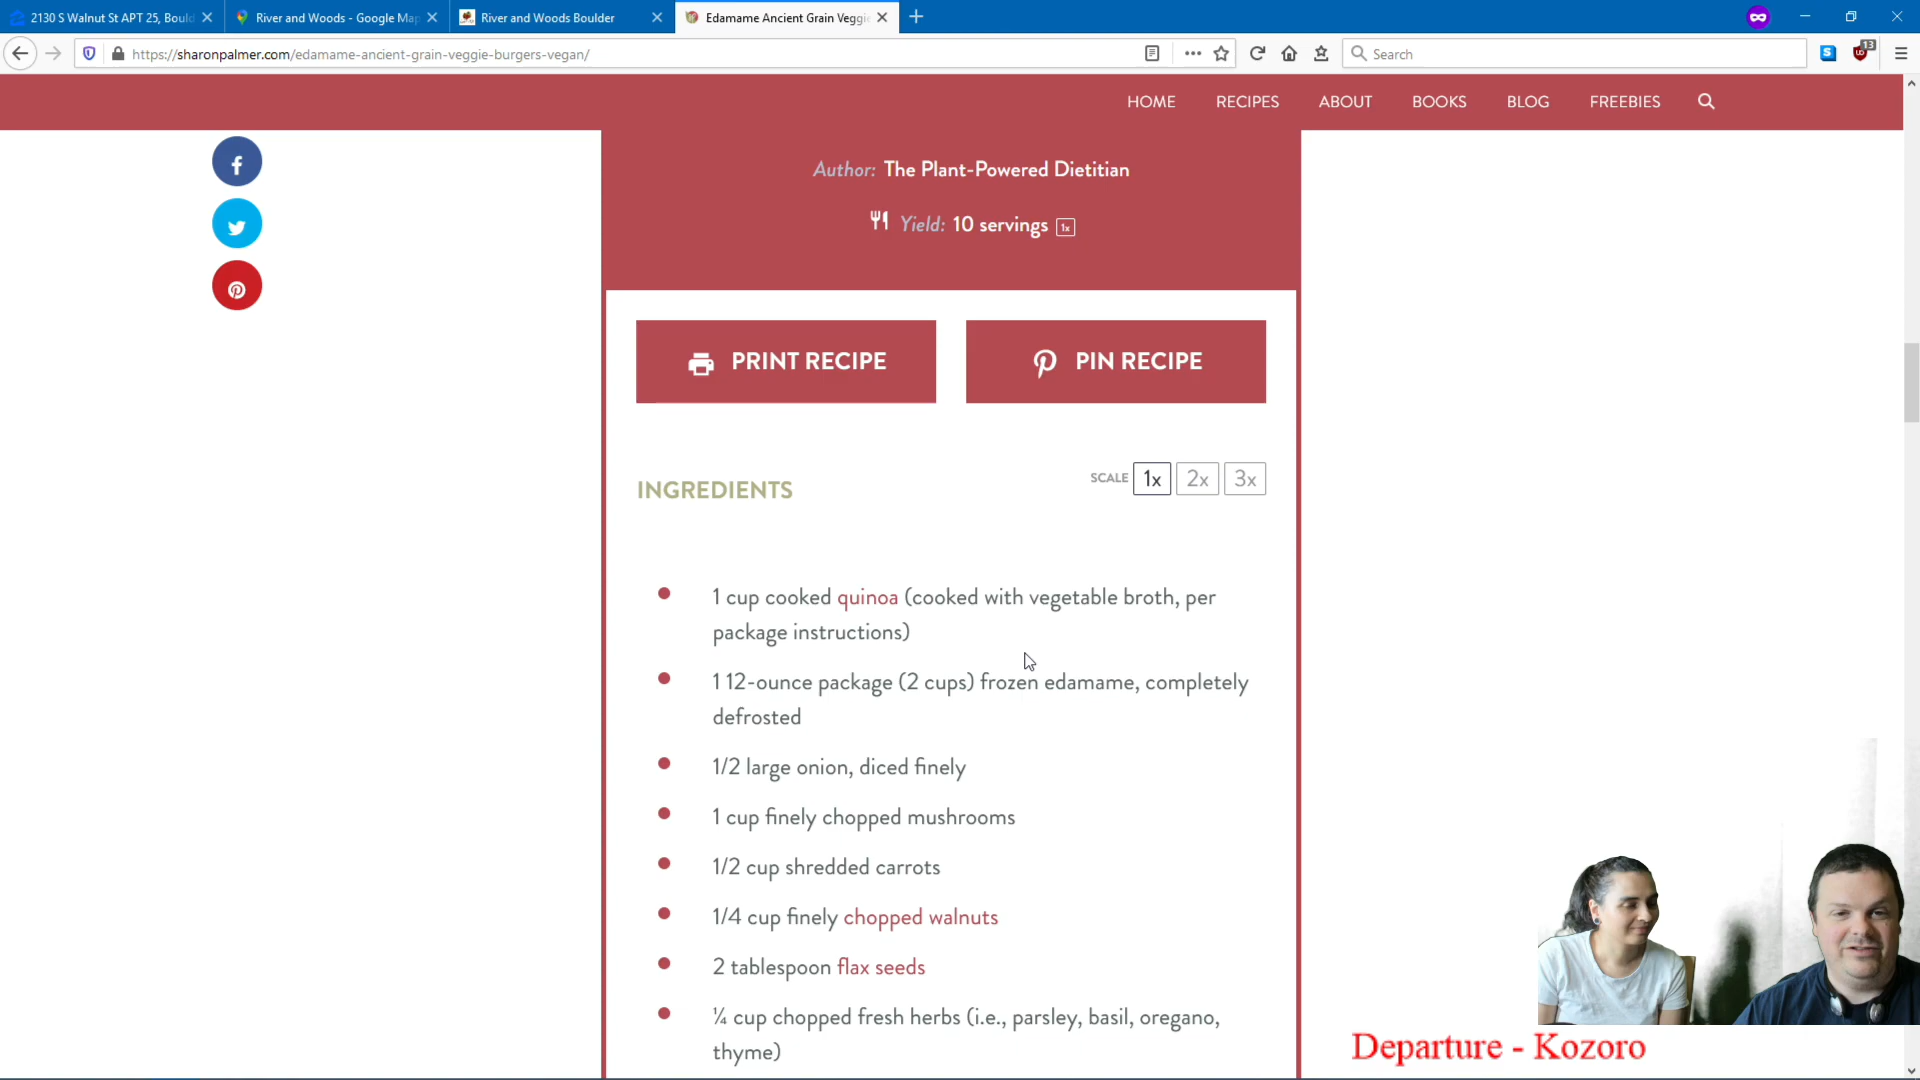 2130 S Walnut St APT 25, Bould
River and Woods - Google Map
River and Woods Boulder
Edamame Ancient Grain Veggie
https://sharonpalmer.com/edamame-ancient-grain-veggie-burgers-vegan/
Search
S
13
HOME
RECIPES
ABOUT
BOOKS
BLOG
FREEBIES
Author: The Plant-Powered Dietitian
Yield: 10 servings 1x
PRINT RECIPE
PIN RECIPE
INGREDIENTS
SCALE 1x 2x 3x
1 cup cooked quinoa (cooked with vegetable broth, per
package instructions)
1 12-ounce package (2 cups) frozen edamame, completely
defrosted
1/2 large onion, diced finely
1 cup finely chopped mushrooms
1/2 cup shredded carrots
1/4 cup finely chopped walnuts
2 tablespoon flax seeds
¼ cup chopped fresh herbs (i.e., parsley, basil, oregano,
thyme)
Departure - Kozoro